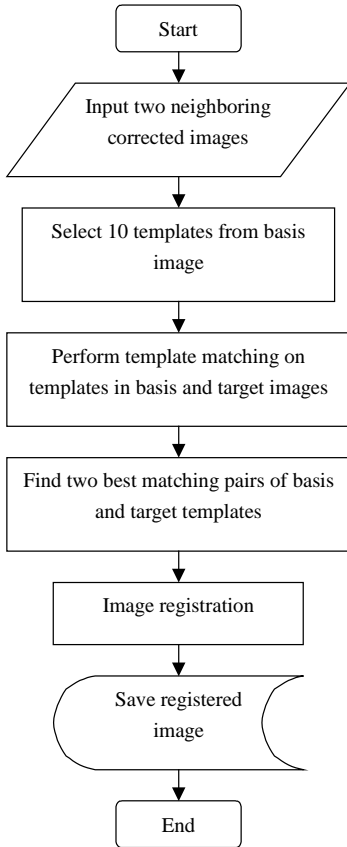 Start
Input two neighboring
corrected images
Select 10 templates from basis
image
Perform template matching on
templates in basis and target images
Find two best matching pairs of basis
and target templates
Image registration
Save registered
image
End